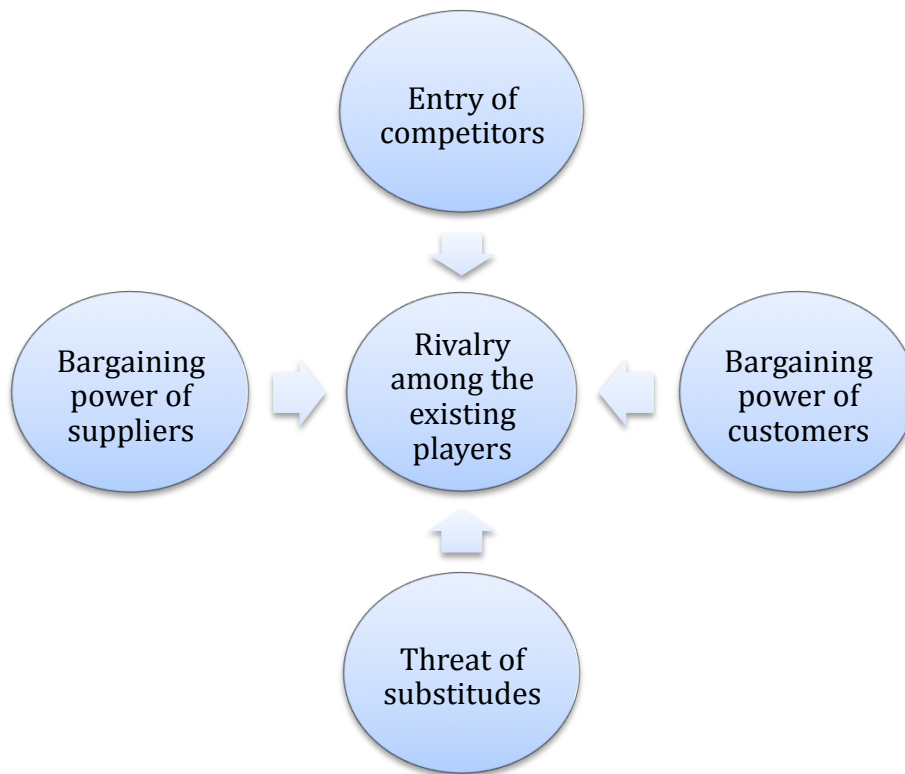 Entry of
competitors
Bargaining
power of
suppliers
Rivalry
among the
existing
players
Bargaining
power of
customers
Threat of
substitudes